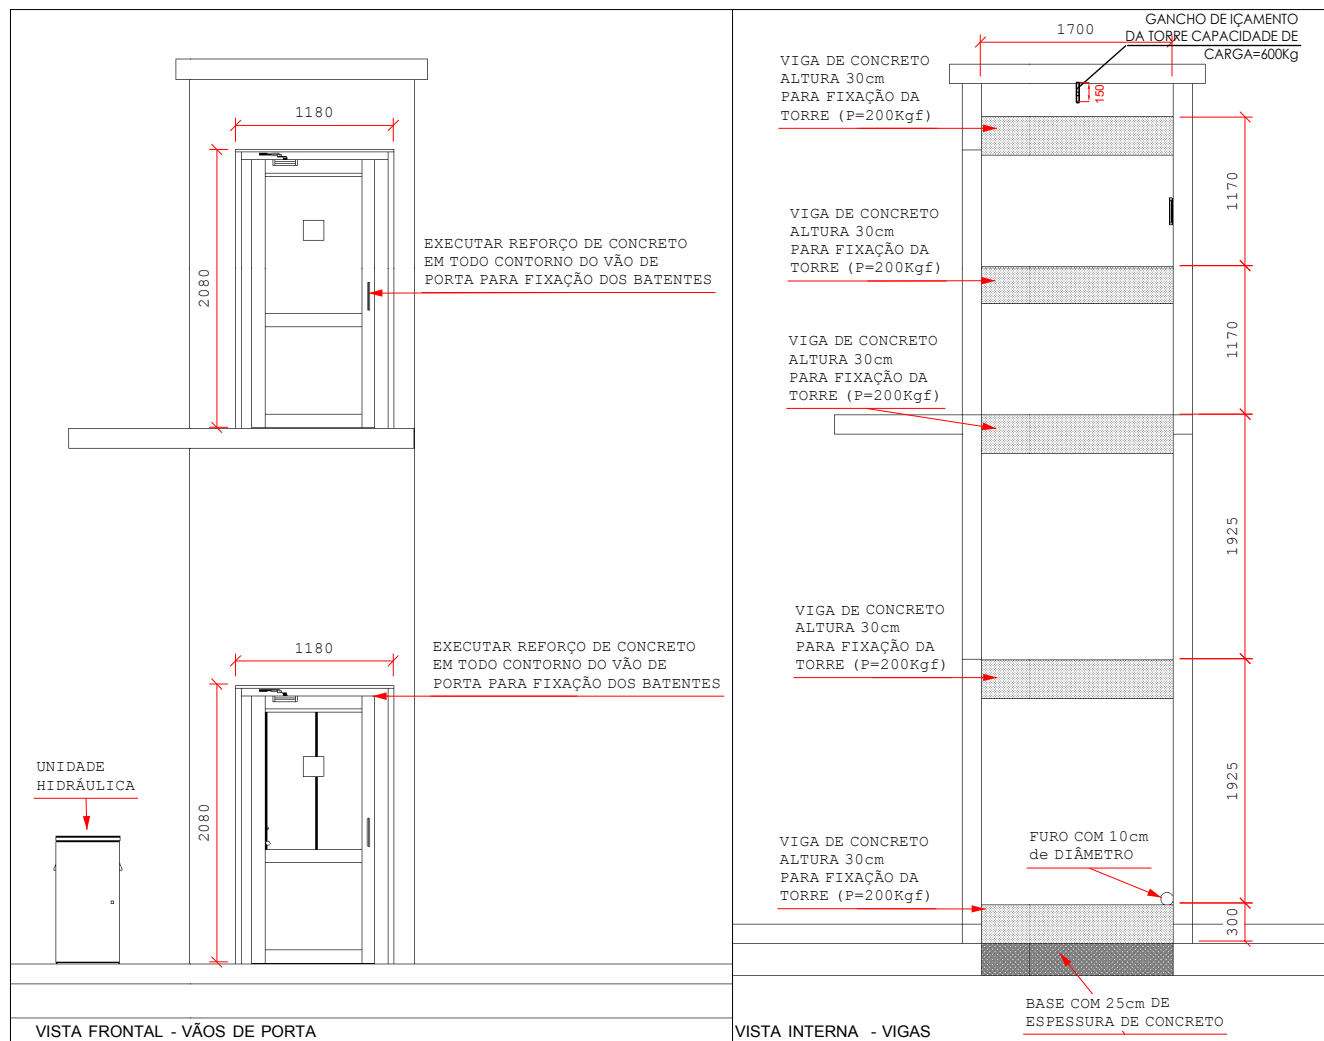 1180
2080
EXECUTAR REFORÇO DE CONCRETO
EM TODO CONTORNO DO VÃO DE
PORTA PARA FIXAÇÃO DOS BATENTES
1180
2080
EXECUTAR REFORÇO DE CONCRETO
EM TODO CONTORNO DO VÃO DE
PORTA PARA FIXAÇÃO DOS BATENTES
UNIDADE
HIDRÁULICA
VISTA FRONTAL - VÃOS DE PORTA
GANCHO DE IÇAMENTO
DA TORRE CAPACIDADE DE
CARGA=600Kg
1700
150
VIGA DE CONCRETO
ALTURA 30cm
PARA FIXAÇÃO DA
TORRE (P=200Kgf)
1170
VIGA DE CONCRETO
ALTURA 30cm
PARA FIXAÇÃO DA
TORRE (P=200Kgf)
1170
VIGA DE CONCRETO
ALTURA 30cm
PARA FIXAÇÃO DA
TORRE (P=200Kgf)
1925
VIGA DE CONCRETO
ALTURA 30cm
PARA FIXAÇÃO DA
TORRE (P=200Kgf)
1925
VIGA DE CONCRETO
ALTURA 30cm
PARA FIXAÇÃO DA
TORRE (P=200Kgf)
FURO COM 10cm
de DIÂMETRO
300
BASE COM 25cm DE
ESPESSURA DE CONCRETO
VISTA INTERNA - VIGAS